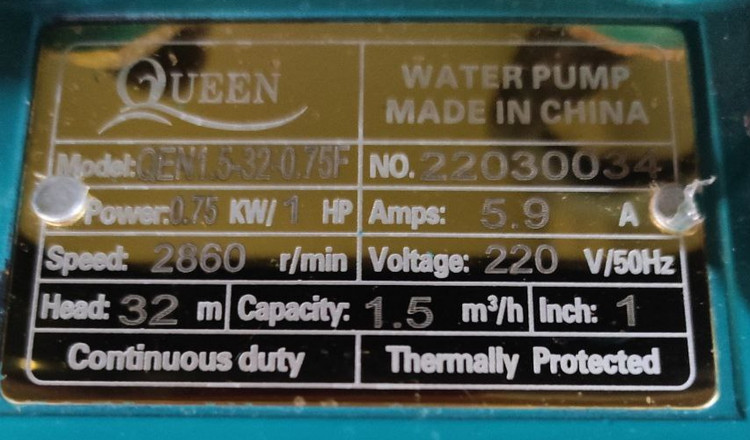 QUEEN
WATER PUMP
MADE IN CHINA
Model: QEN1.5-32-0.75F
NO. 22030034
Power: 0.75 KW/ 1 HP
Amps: 5.9 A
Speed: 2860 r/min
Voltage: 220 V/50Hz
Head: 32 m
Capacity: 1.5 m³/h
Inch: 1
Continuous duty
Thermally Protected